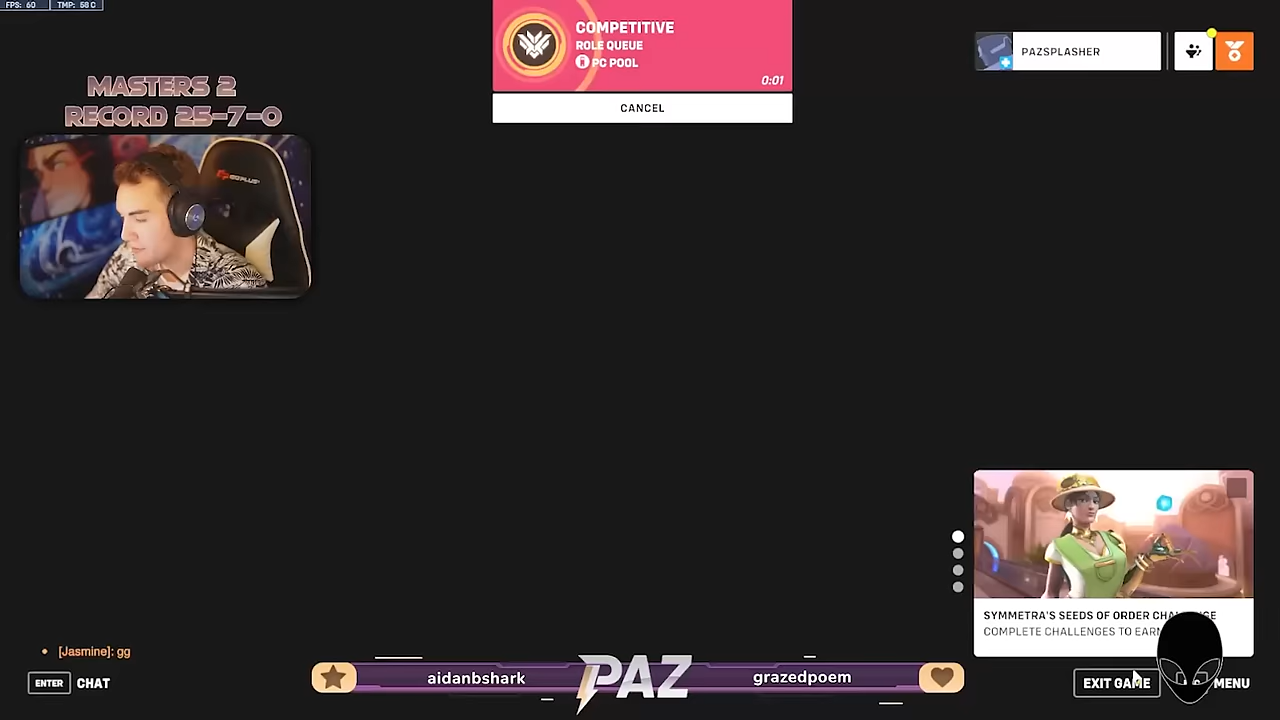 FPS: 60 TMP: 58 C
MASTERS 2
RECORD 25-7-0
COMPETITIVE
ROLE QUEUE
PC POOL
0:01
CANCEL
PAZSPLASHER
SYMMETRA'S SEEDS OF ORDER
COMPLETE CHALLENGES TO EARN
[Jasmine]: gg
ENTER CHAT
aidanbshark
PAZ
grazedpoem
EXIT GAME
MENU